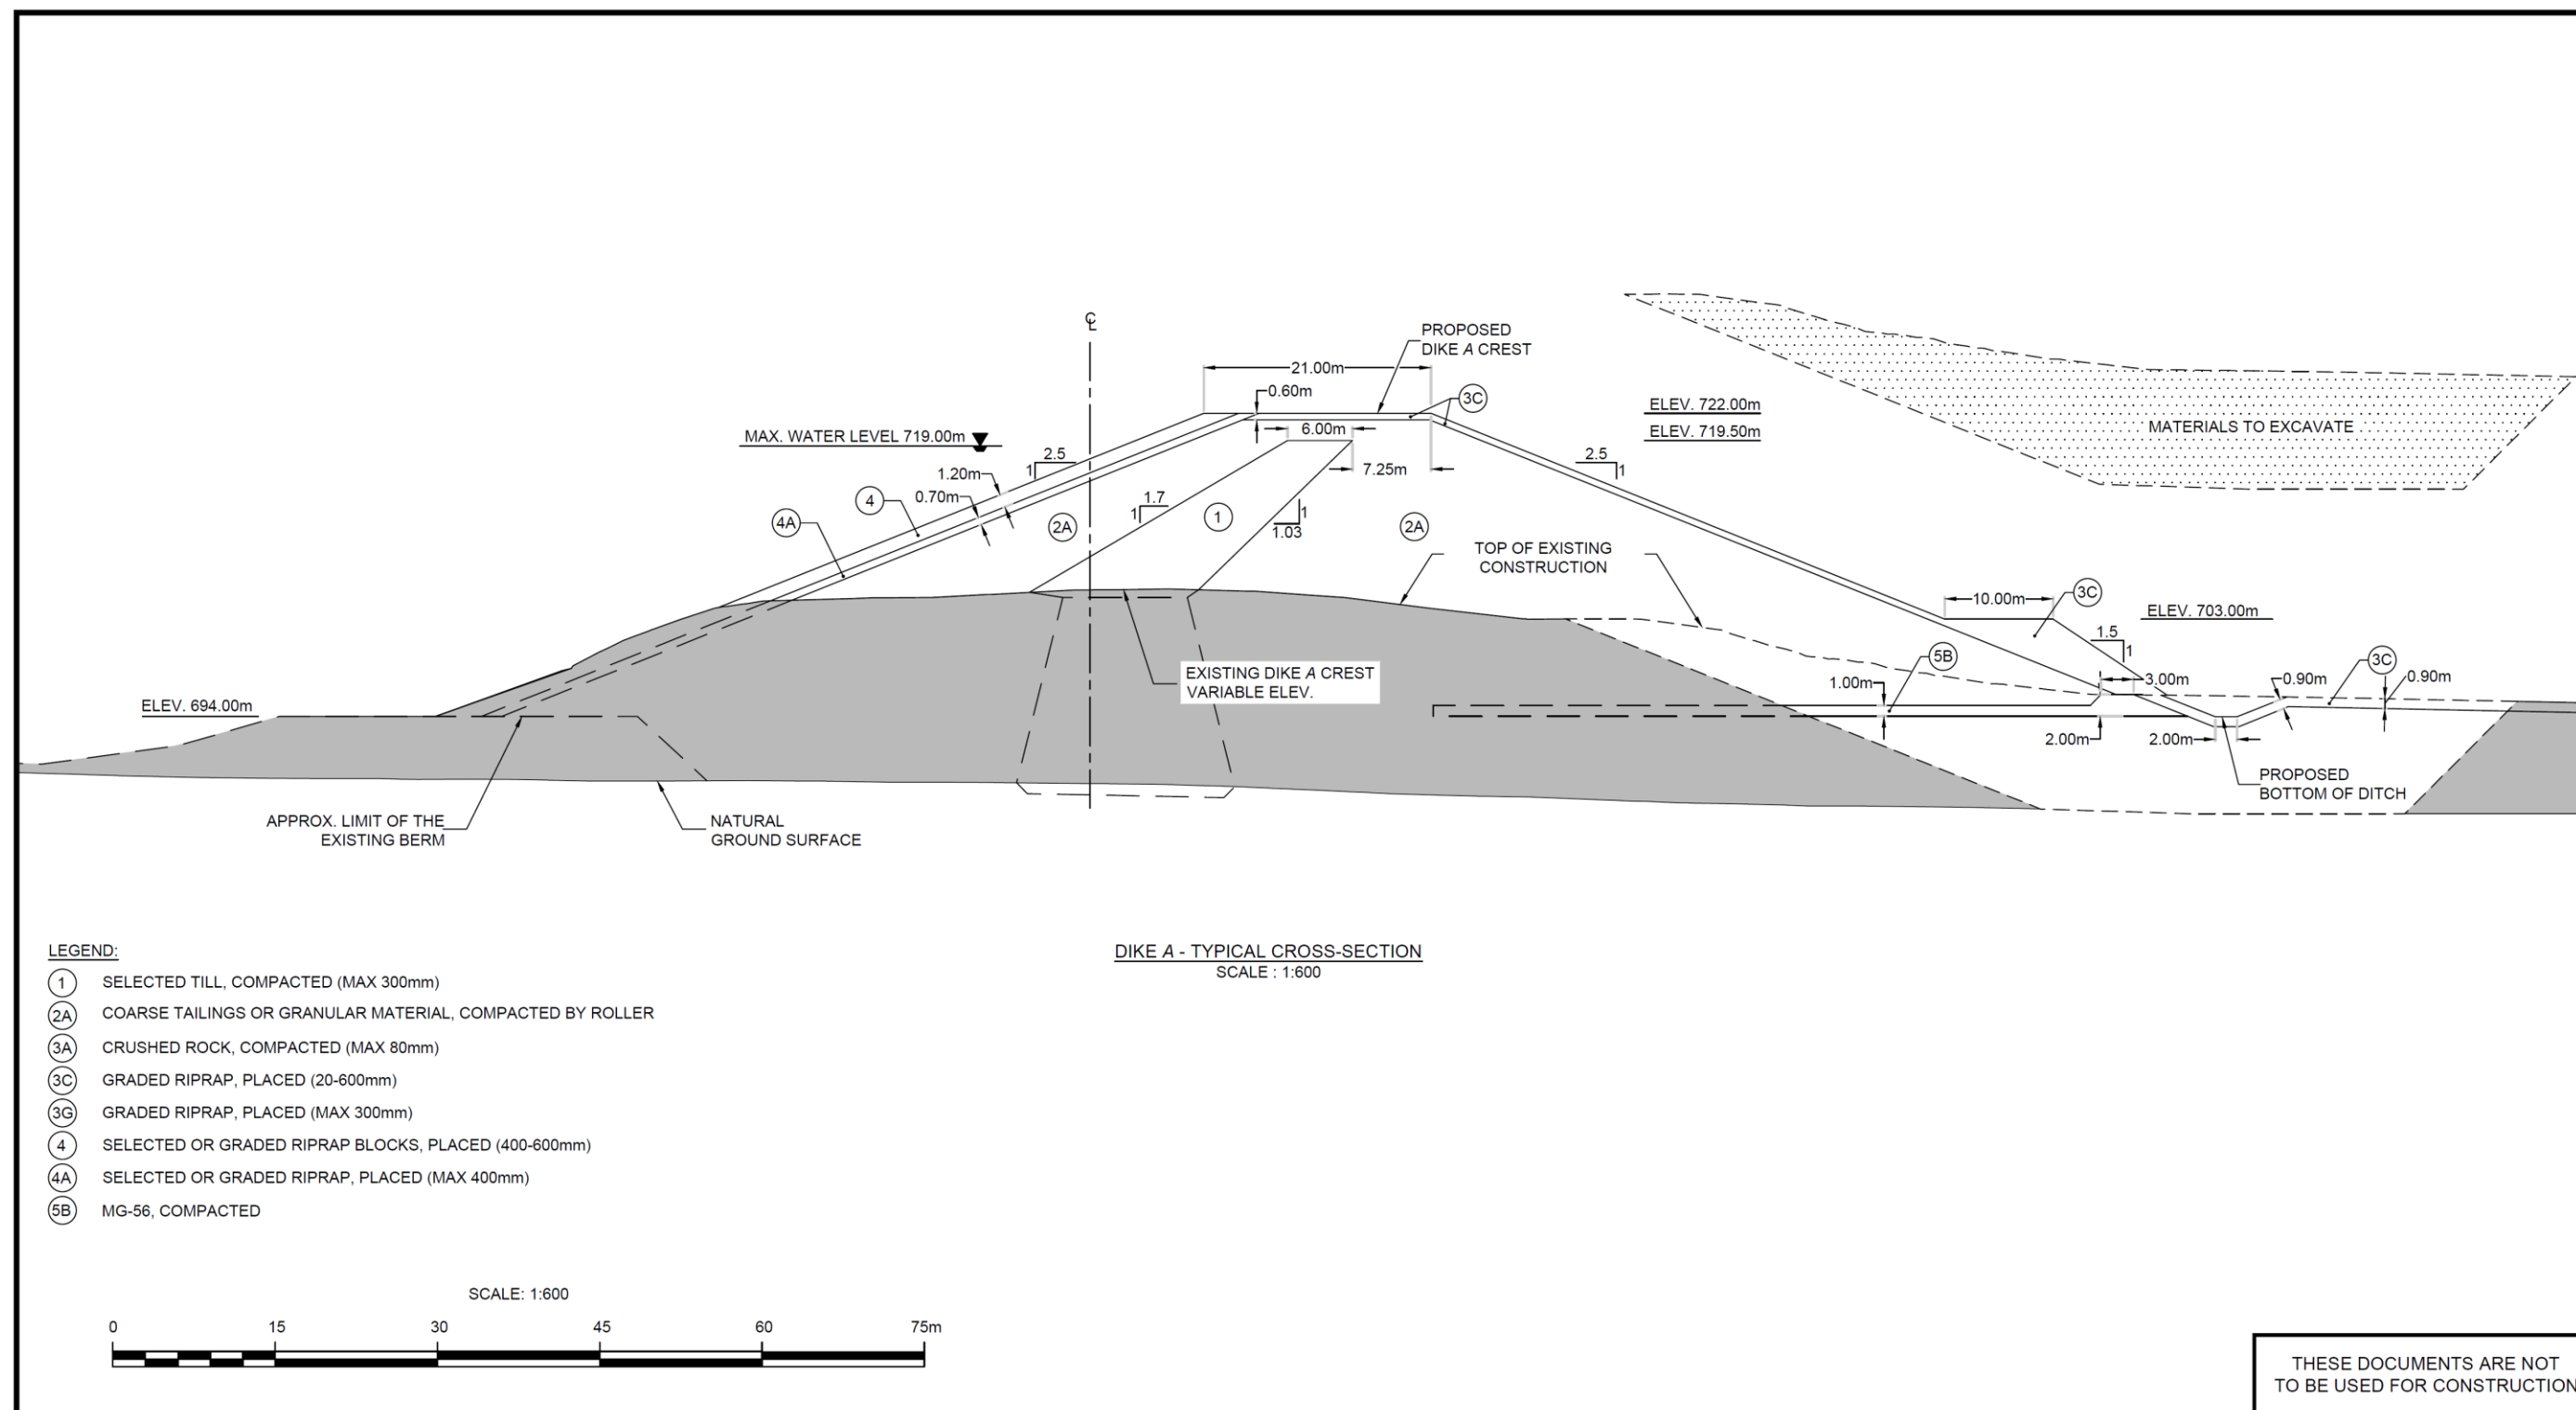 ℄
PROPOSED
DIKE A CREST
21.00m
0.60m
3C
ELEV. 722.00m
ELEV. 719.50m
MATERIALS TO EXCAVATE
MAX. WATER LEVEL 719.00m
6.00m
7.25m
2.5
1
2.5
1
1.20m
0.70m
4
4A
1.7
1
2A
1
1
1.03
2A
TOP OF EXISTING
CONSTRUCTION
10.00m
3C
ELEV. 703.00m
1.5
1
5B
3C
EXISTING DIKE A CREST
VARIABLE ELEV.
1.00m
3.00m
0.90m
0.90m
ELEV. 694.00m
2.00m
2.00m
PROPOSED
BOTTOM OF DITCH
APPROX. LIMIT OF THE
EXISTING BERM
NATURAL
GROUND SURFACE
DIKE A - TYPICAL CROSS-SECTION
SCALE : 1:600
LEGEND:
1 SELECTED TILL, COMPACTED (MAX 300mm)
2A COARSE TAILINGS OR GRANULAR MATERIAL, COMPACTED BY ROLLER
3A CRUSHED ROCK, COMPACTED (MAX 80mm)
3C GRADED RIPRAP, PLACED (20-600mm)
3G GRADED RIPRAP, PLACED (MAX 300mm)
4 SELECTED OR GRADED RIPRAP BLOCKS, PLACED (400-600mm)
4A SELECTED OR GRADED RIPRAP, PLACED (MAX 400mm)
5B MG-56, COMPACTED
SCALE: 1:600
0 15 30 45 60 75m
THESE DOCUMENTS ARE NOT
TO BE USED FOR CONSTRUCTION